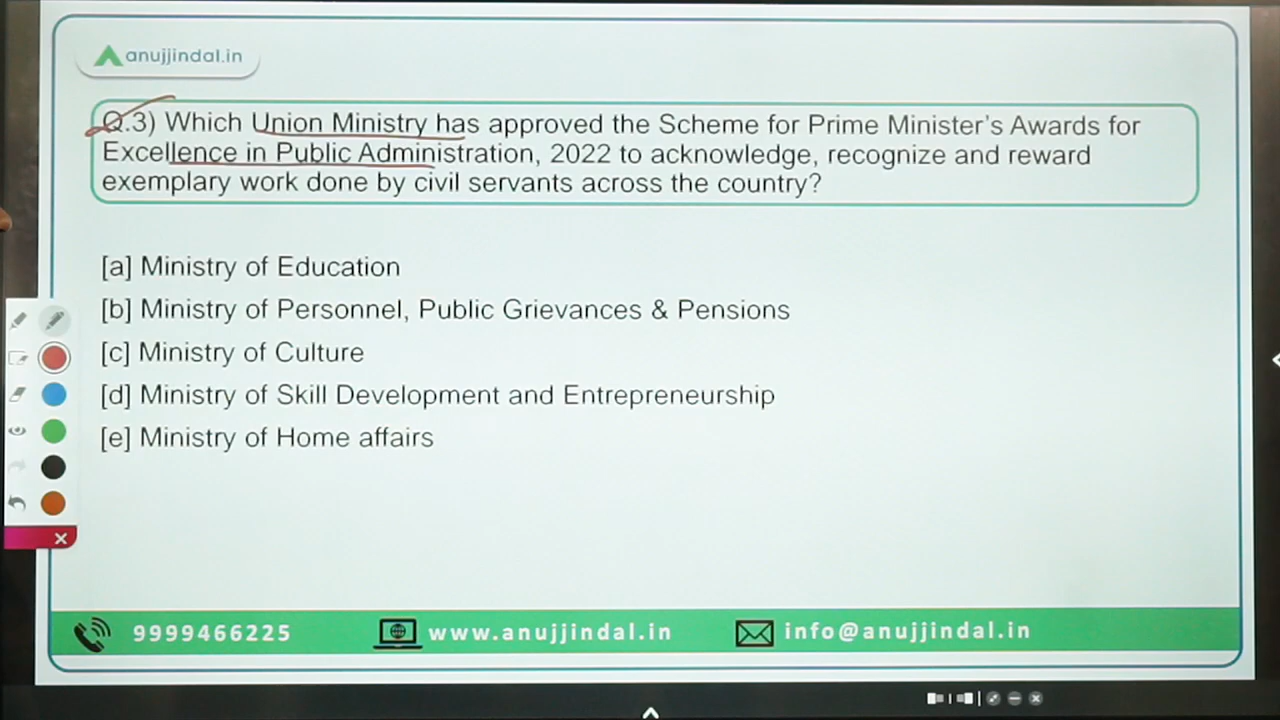 anujjindal.in
Q.3) Which Union Ministry has approved the Scheme for Prime Minister's Awards for
Excellence in Public Administration, 2022 to acknowledge, recognize and reward
exemplary work done by civil servants across the country?
[a] Ministry of Education
[b] Ministry of Personnel, Public Grievances & Pensions
[c] Ministry of Culture
[d] Ministry of Skill Development and Entrepreneurship
[e] Ministry of Home affairs
9999466225 www.anujjindal.in info@anujjindal.in